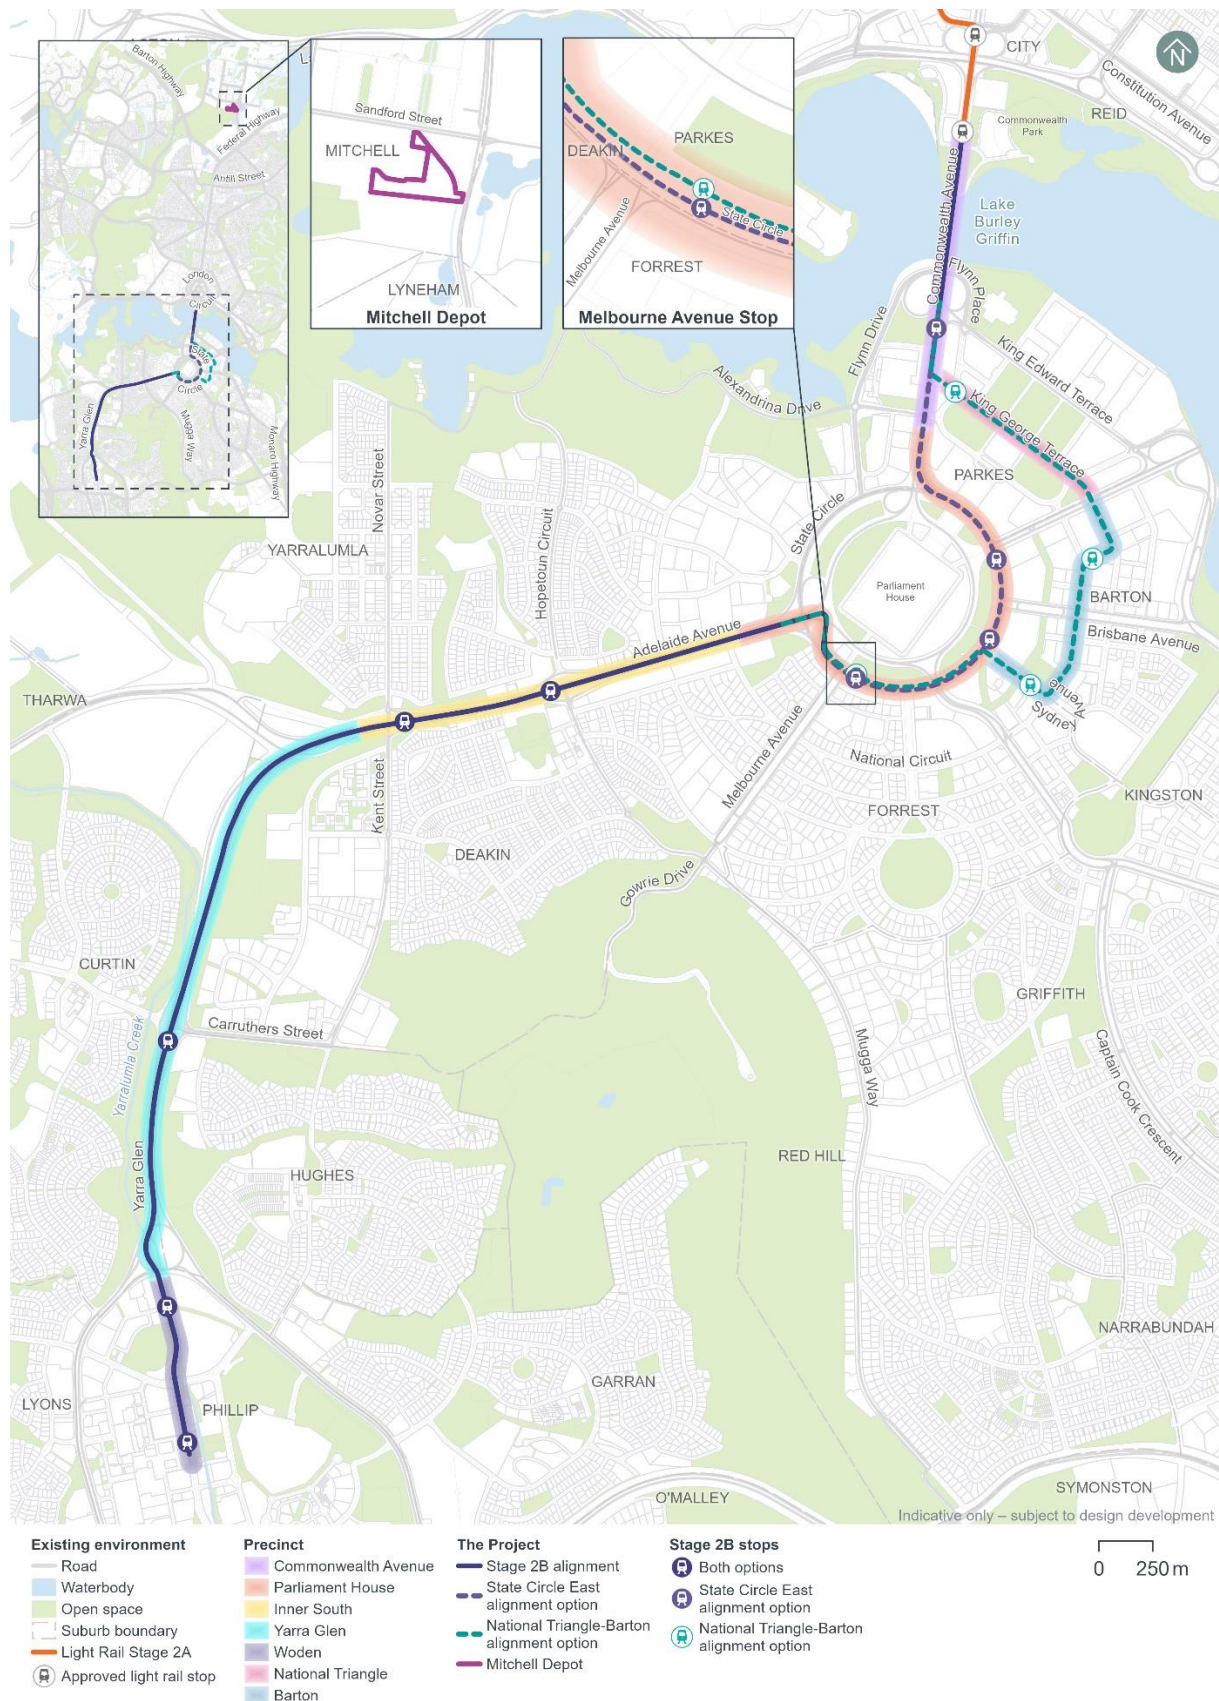 Barton Highway
Federal Highway
Antill Street
London
Circuit
State
Circle
Yarra Glen
Mugga Way
Monaro Highway
Sandford Street
MITCHELL
LYNEHAM
Mitchell Depot
PARKES
DEAKIN
State Circle
Melbourne Avenue
FORREST
Melbourne Avenue Stop
N
CITY
Constitution Avenue
REID
Commonwealth
Park
Commonwealth Avenue
Lake
Burley
Griffin
Flynn Place
Flynn Drive
King Edward Terrace
Alexandrina Drive
King George Terrace
PARKES
Novar Street
State Circle
YARRALUMLA
Hopetoun Circuit
Parliament
House
BARTON
Brisbane Avenue
Adelaide Avenue
Sydney
Avenue
THARWA
Melbourne Avenue
National Circuit
KINGSTON
Kent Street
FORREST
DEAKIN
Gowrie Drive
CURTIN
GRIFFITH
Carruthers Street
Yarralumla Creek
Mugga Way
Captain Cook Crescent
Yarra Glen
RED HILL
HUGHES
NARRABUNDAH
GARRAN
LYONS
PHILLIP
SYMONSTON
O'MALLEY
Indicative only – subject to design development
Existing environment
Road
Waterbody
Open space
Suburb boundary
Light Rail Stage 2A
Approved light rail stop
Precinct
Commonwealth Avenue
Parliament House
Inner South
Yarra Glen
Woden
National Triangle
Barton
The Project
Stage 2B alignment
State Circle East
alignment option
National Triangle-Barton
alignment option
Mitchell Depot
Stage 2B stops
Both options
State Circle East
alignment option
National Triangle-Barton
alignment option
0 250 m